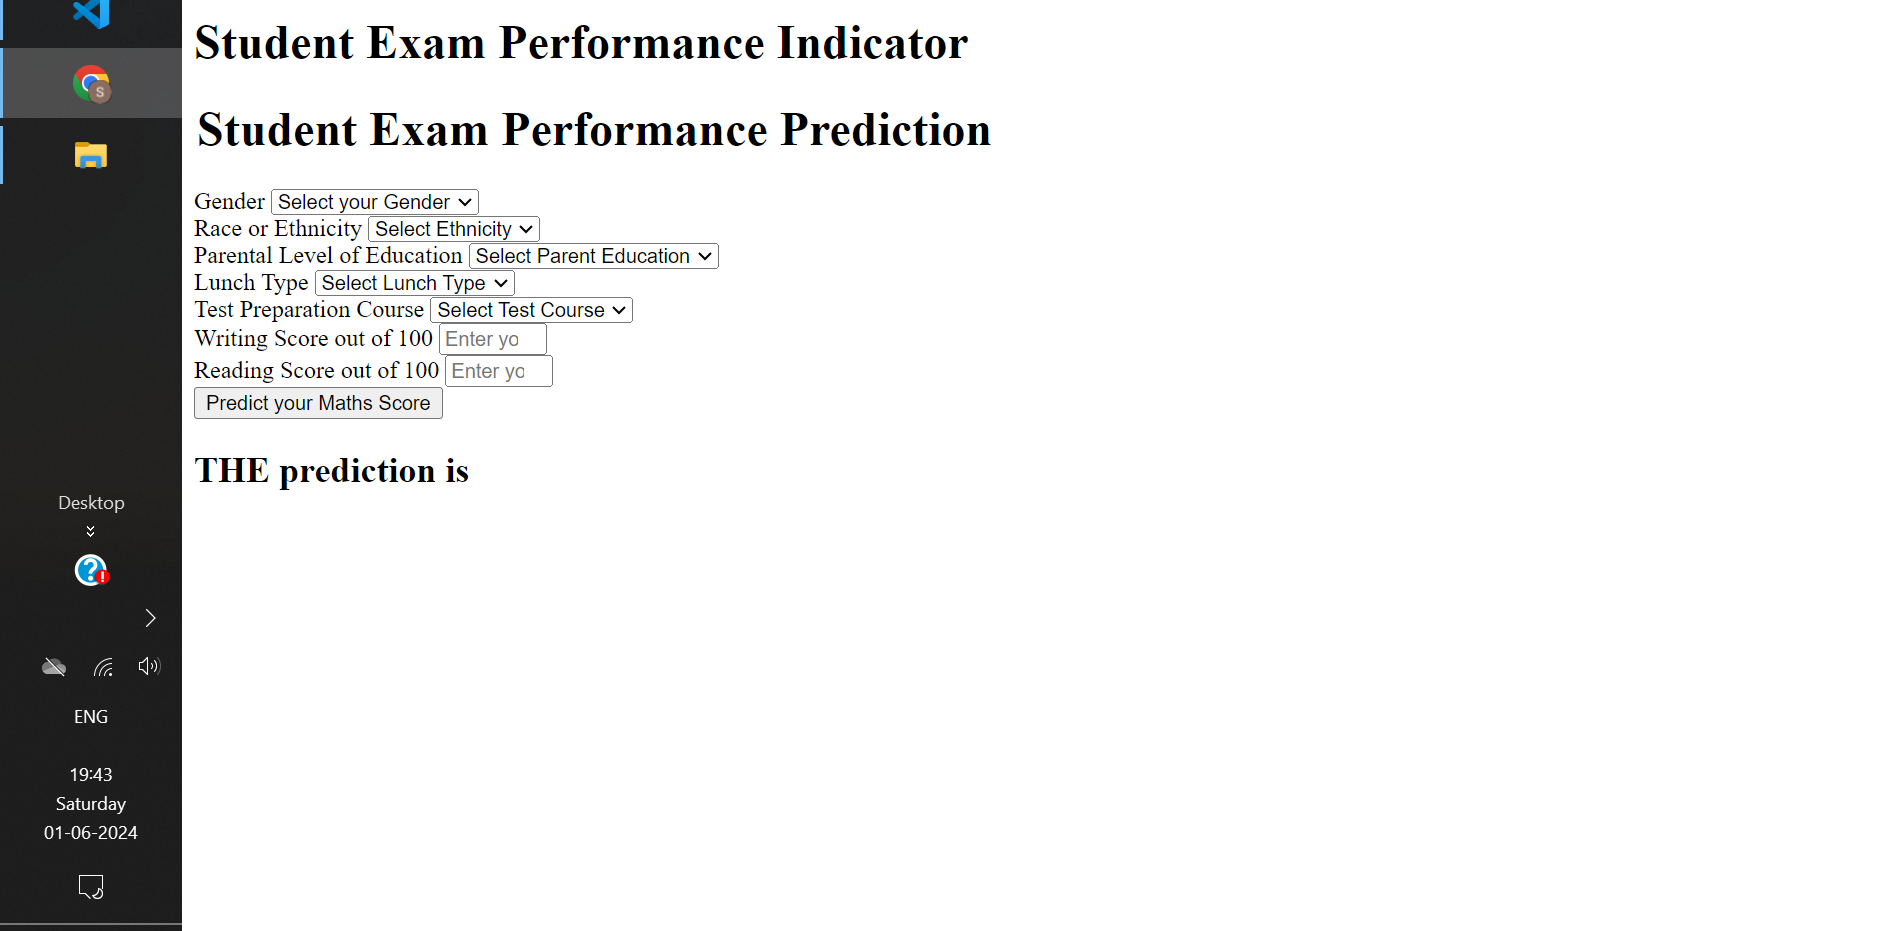 Student Exam Performance Indicator
Student Exam Performance Prediction
Gender Select your Gender
Race or Ethnicity Select Ethnicity
Parental Level of Education Select Parent Education
Lunch Type Select Lunch Type
Test Preparation Course Select Test Course
Writing Score out of 100 Enter yo
Reading Score out of 100 Enter yo
Predict your Maths Score
THE prediction is
S
Desktop
ENG
19:43
Saturday
01-06-2024